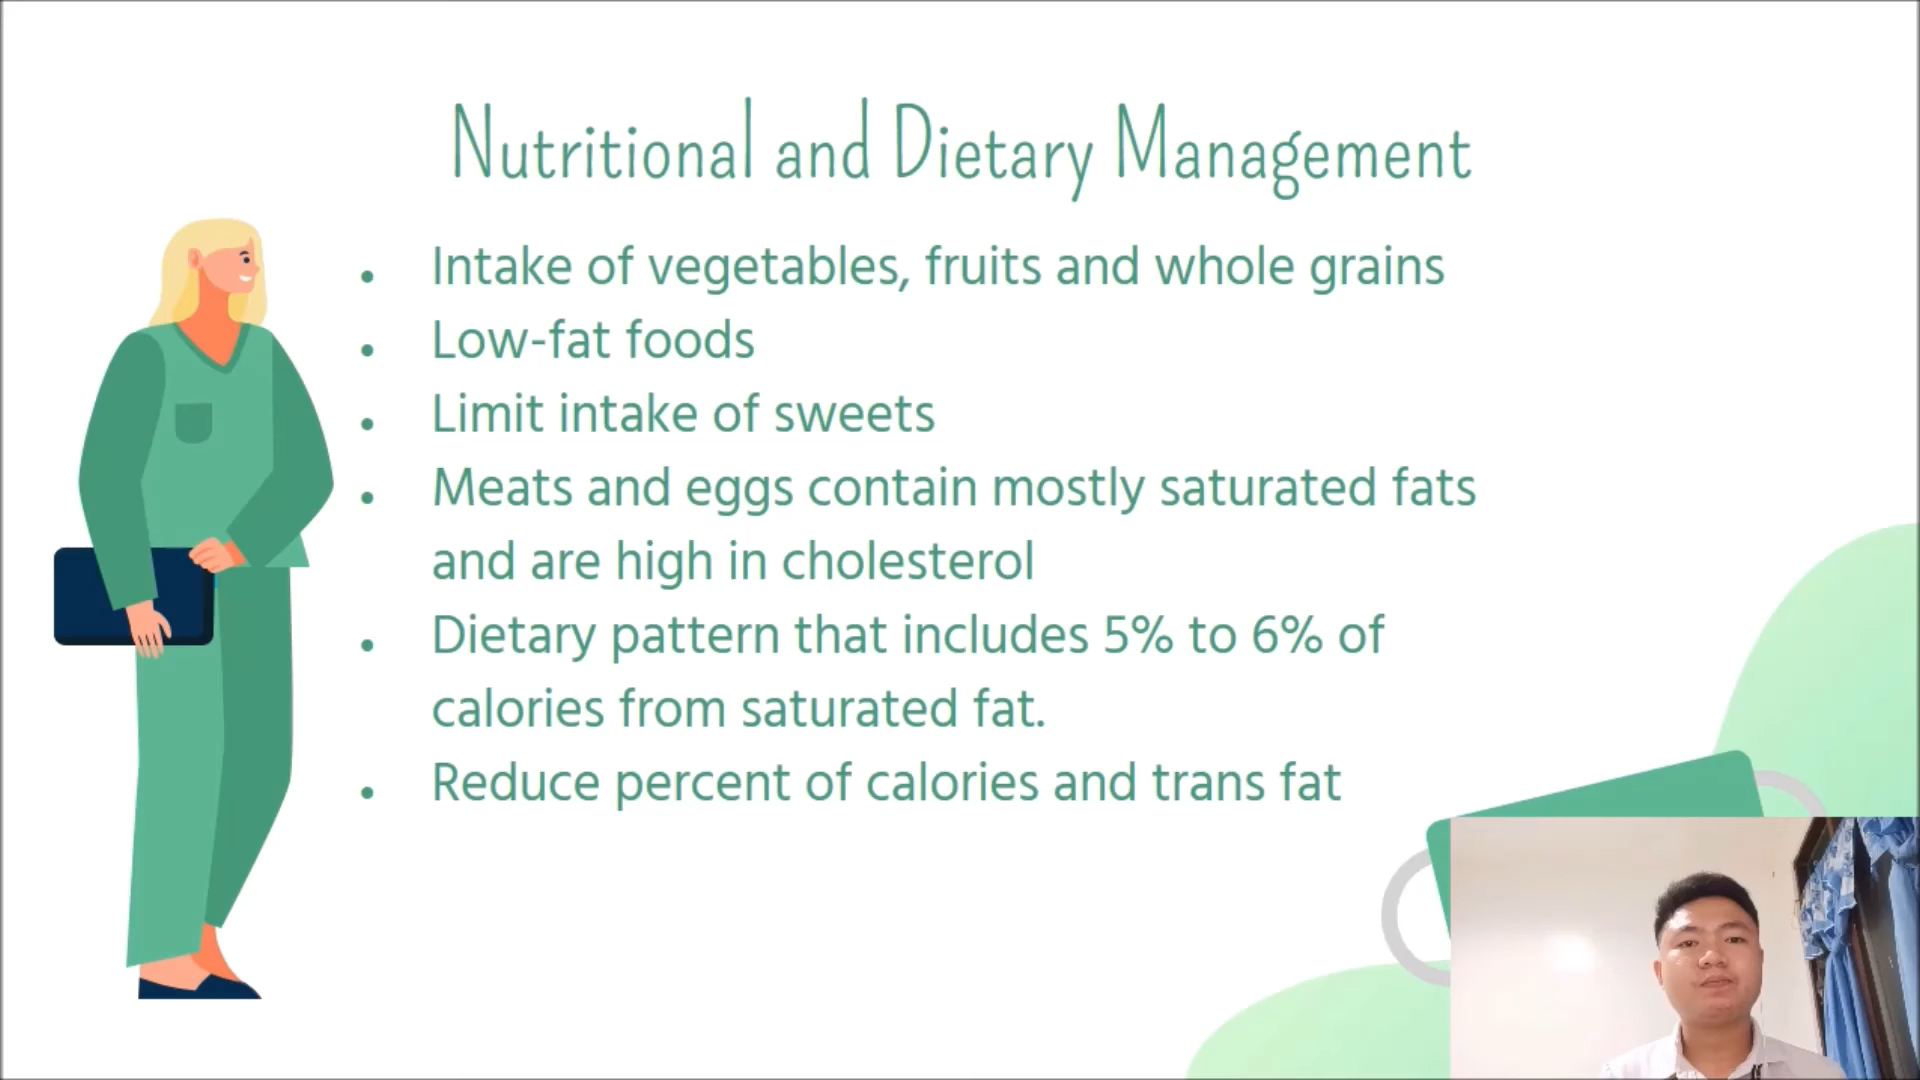 Nutritional and Dietary Management
• Intake of vegetables, fruits and whole grains
• Low-fat foods
• Limit intake of sweets
• Meats and eggs contain mostly saturated fats
and are high in cholesterol
• Dietary pattern that includes 5% to 6% of
calories from saturated fat.
• Reduce percent of calories and trans fat